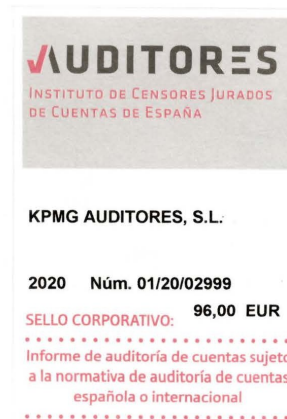 AUDITORES
INSTITUTO DE CENSORES JURADOS
DE CUENTAS DE ESPAÑA
KPMG AUDITORES, S.L.
2020 Núm. 01/20/02999
96,00 EUR
SELLO CORPORATIVO:
Informe de auditoría de cuentas sujeto
a la normativa de auditoría de cuentas
española o internacional